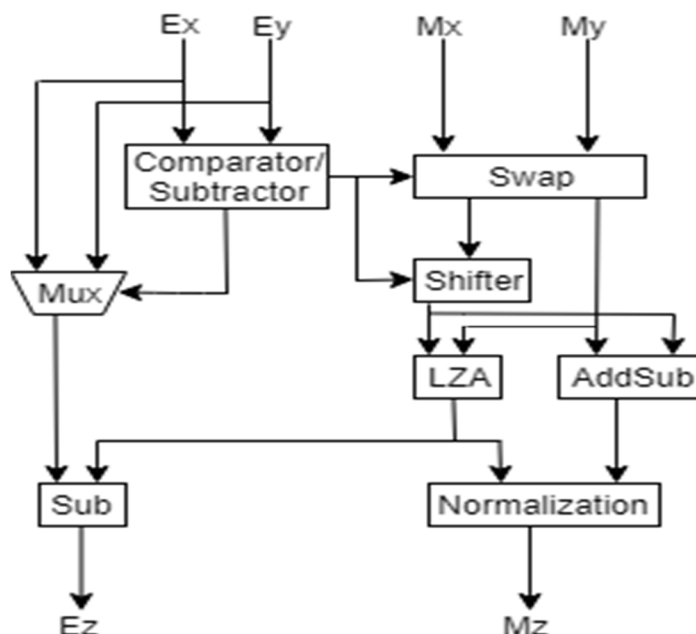 Ex Ey Mx My
Comparator/
Subtractor
Swap
Mux
Shifter
LZA
AddSub
Sub
Normalization
Ez
Mz